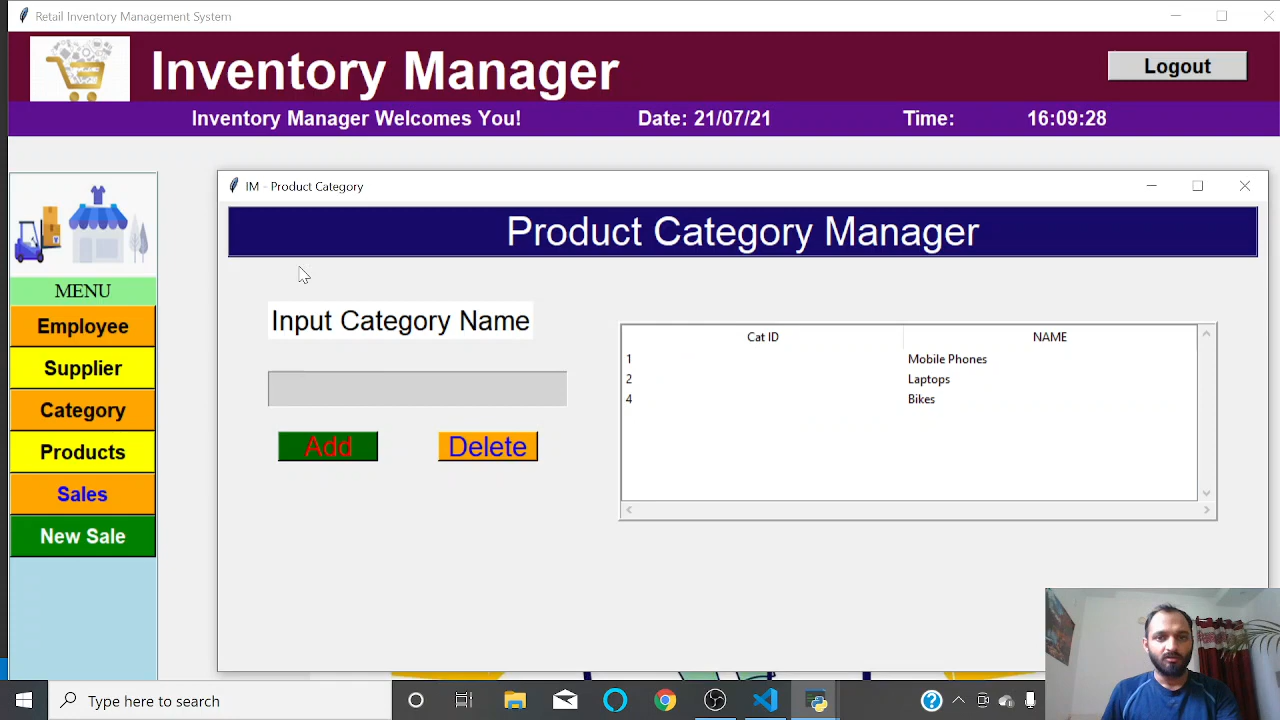 Retail Inventory Management System
Inventory Manager
Logout
Inventory Manager Welcomes You!
Date: 21/07/21
Time:
16:09:28
IM - Product Category
Product Category Manager
MENU
Employee
Supplier
Category
Products
Sales
New Sale
Input Category Name
Add
Delete
Cat ID
NAME
1
Mobile Phones
2
Laptops
4
Bikes
Type here to search